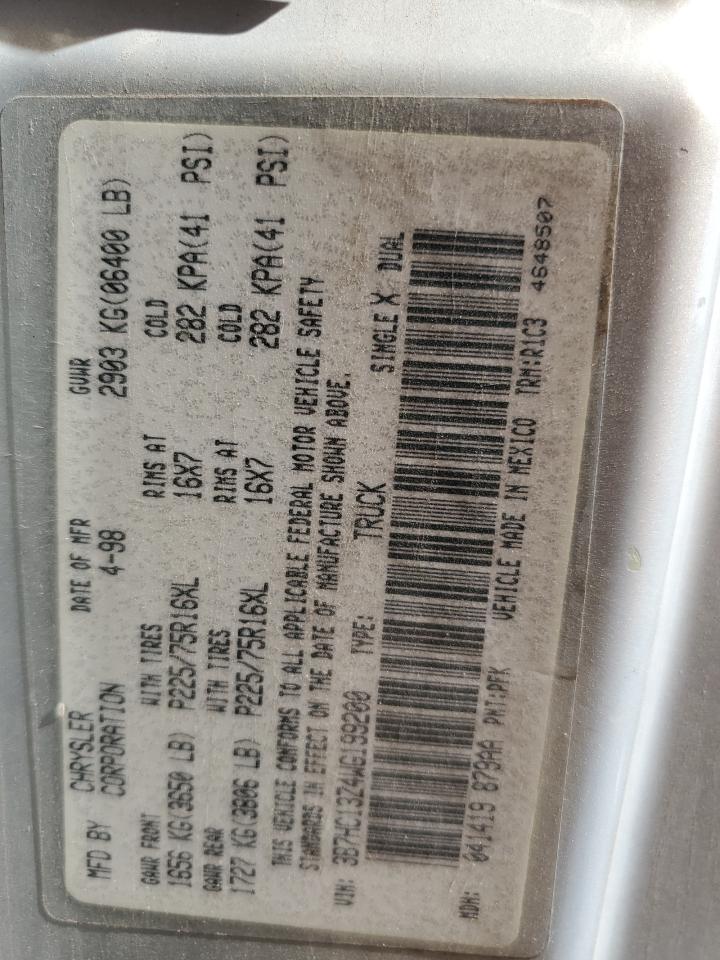 MFD BY CHRYSLER CORPORATION DATE OF MFR 4-98 GVWR 2903 KG(06400 LB)
GAWR FRONT WITH TIRES RIMS AT COLD
1656 KG(3650 LB) P225/75R16XL 16X7 282 KPA(41 PSI)
GAWR REAR WITH TIRES RIMS AT COLD
1727 KG(3806 LB) P225/75R16XL 16X7 282 KPA(41 PSI)
THIS VEHICLE CONFORMS TO ALL APPLICABLE FEDERAL MOTOR VEHICLE SAFETY
STANDARDS IN EFFECT ON THE DATE OF MANUFACTURE SHOWN ABOVE.
VIN: 3B7HC13Z4WG199200 TYPE: TRUCK SINGLE X DUAL
MDH: 041419 879AA PNT:PFK VEHICLE MADE IN MEXICO TRM:R1C3 4648507